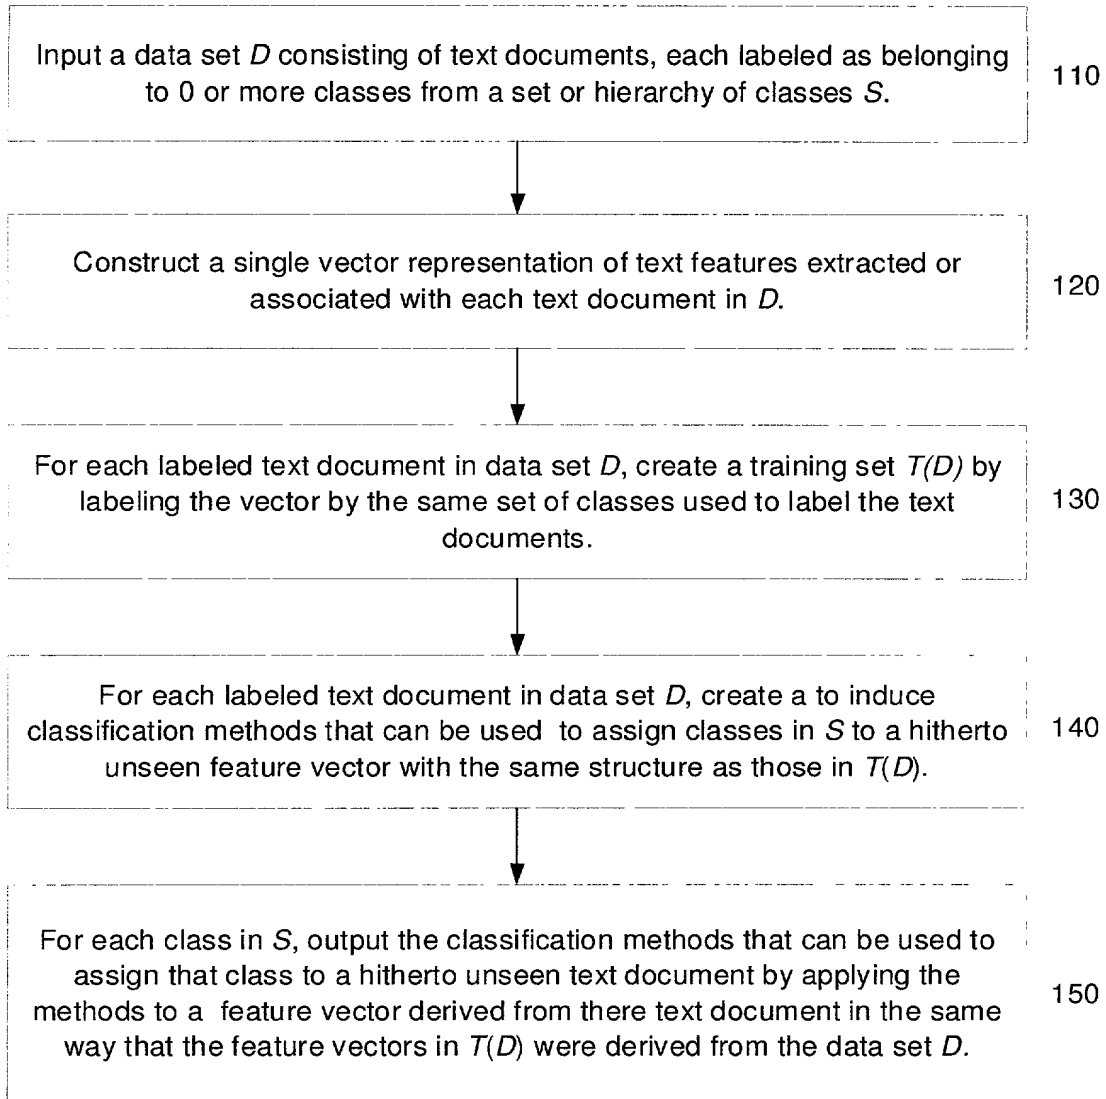 Input a data set D consisting of text documents, each labeled as belonging
to 0 or more classes from a set or hierarchy of classes S.
110
Construct a single vector representation of text features extracted or
associated with each text document in D.
120
For each labeled text document in data set D, create a training set T(D) by
labeling the vector by the same set of classes used to label the text
documents.
130
For each labeled text document in data set D, create a to induce
classification methods that can be used to assign classes in S to a hitherto
unseen feature vector with the same structure as those in T(D).
140
For each class in S, output the classification methods that can be used to
assign that class to a hitherto unseen text document by applying the
methods to a feature vector derived from there text document in the same
way that the feature vectors in T(D) were derived from the data set D.
150